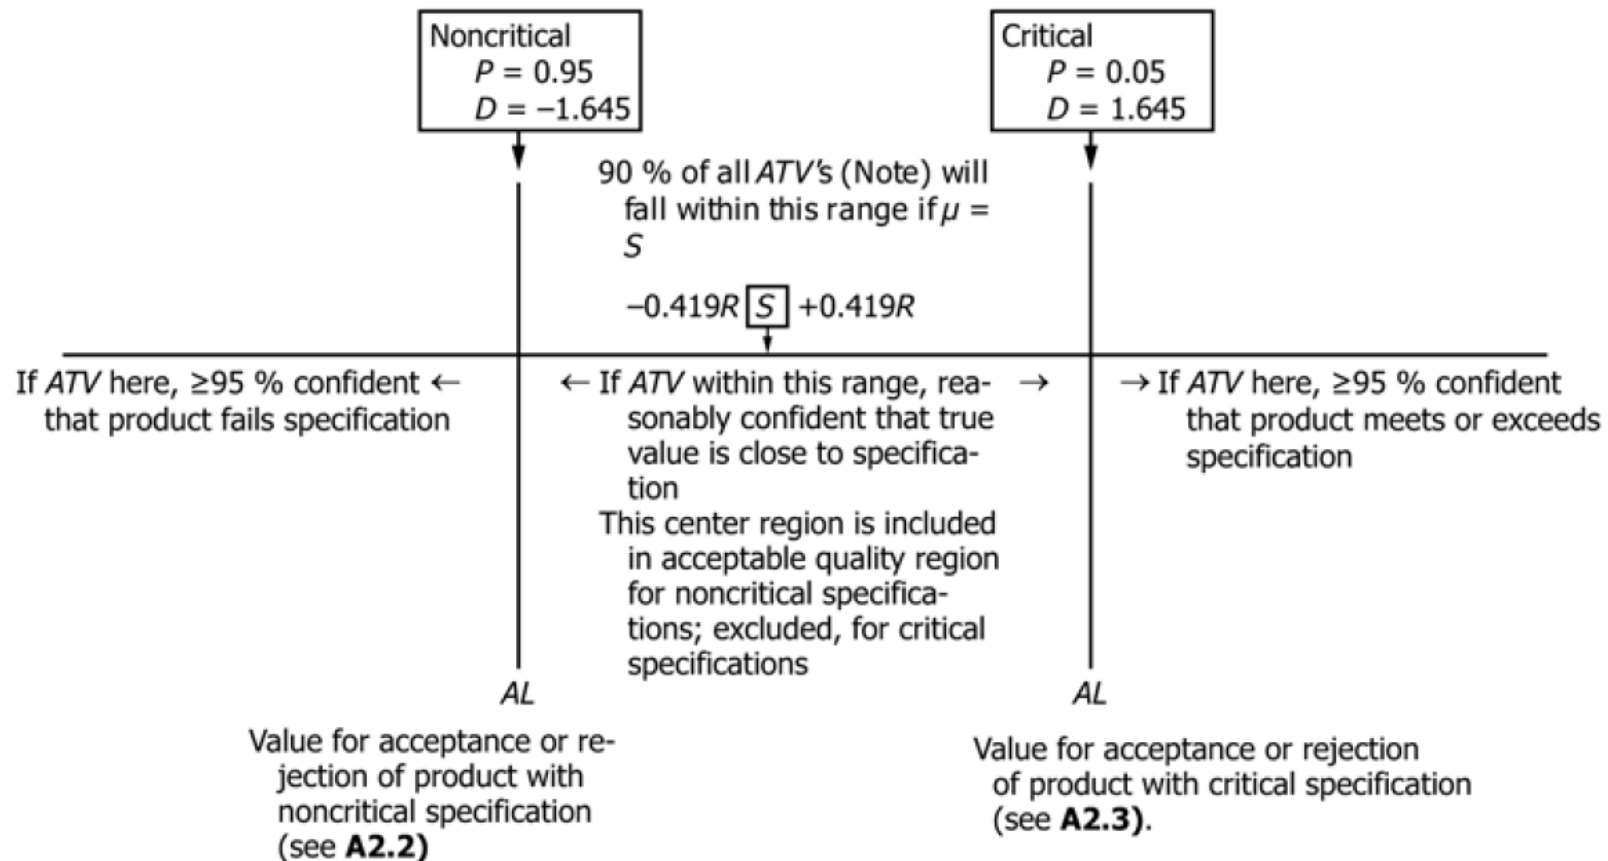 Noncritical
P = 0.95
D = –1.645
Critical
P = 0.05
D = 1.645
90 % of all ATV's (Note) will
fall within this range if μ =
S
–0.419R S +0.419R
If ATV here, ≥95 % confident ←
that product fails specification
← If ATV within this range, rea- →
sonably confident that true
value is close to specifica-
tion
This center region is included
in acceptable quality region
for noncritical specifica-
tions; excluded, for critical
specifications
→ If ATV here, ≥95 % confident
that product meets or exceeds
specification
AL
Value for acceptance or re-
jection of product with
noncritical specification
(see A2.2)
AL
Value for acceptance or rejection
of product with critical specification
(see A2.3).